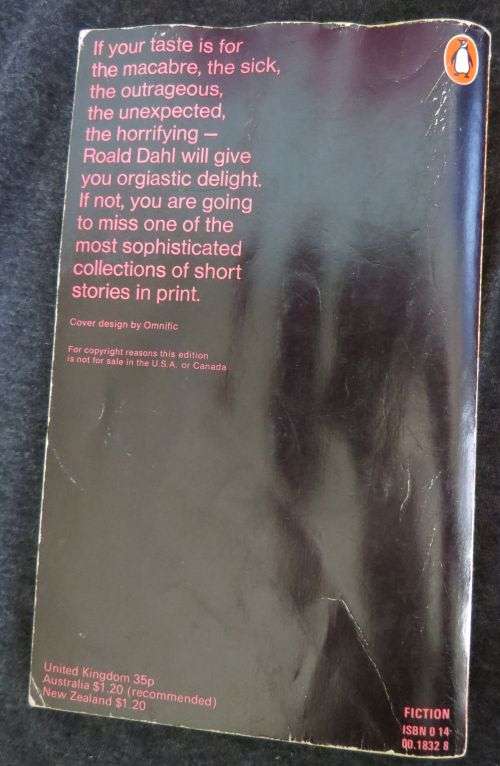 If your taste is for
the macabre, the sick,
the outrageous,
the unexpected,
the horrifying —
Roald Dahl will give
you orgiastic delight.
If not, you are going
to miss one of the
most sophisticated
collections of short
stories in print.
Cover design by Omnific
For copyright reasons this edition
is not for sale in the U.S.A. or Canada
United Kingdom 35p
Australia $1.20 (recommended)
New Zealand $1.20
FICTION
ISBN 0 14
00.1832 8